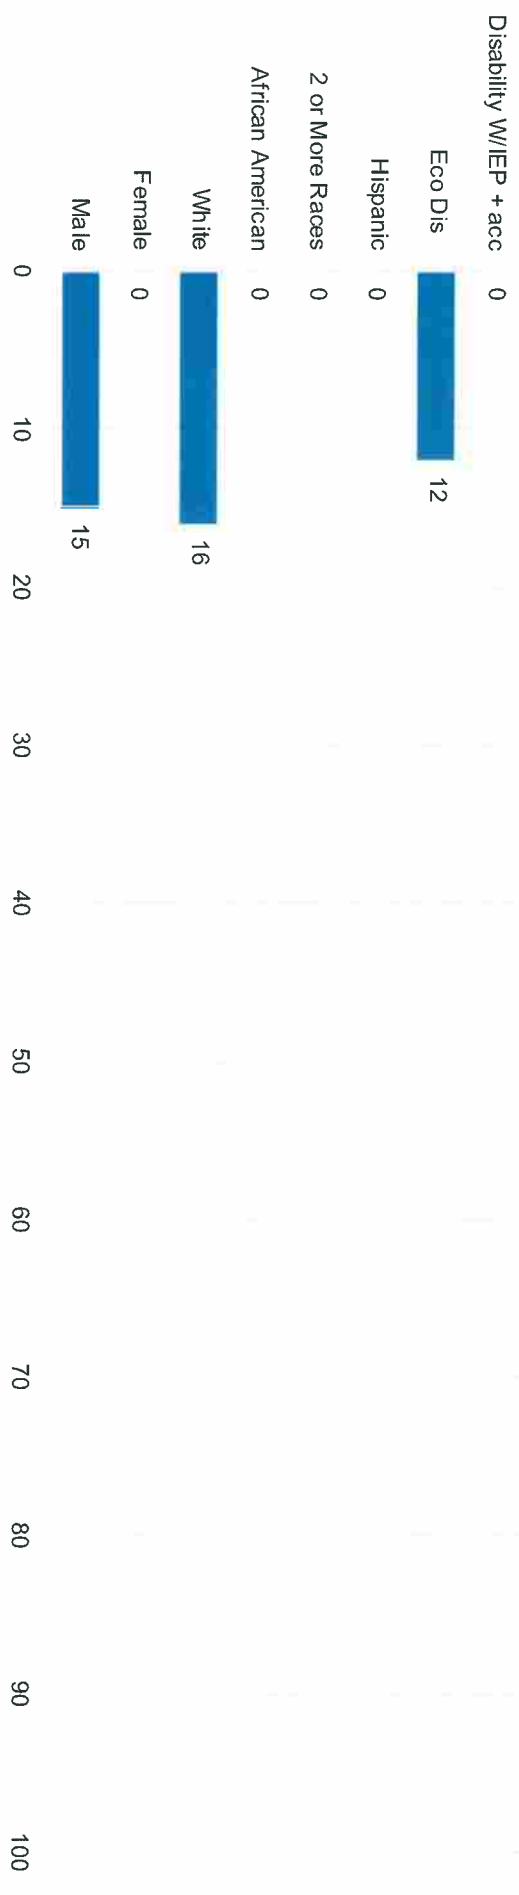 Disability W/IEP + acc 0
Eco Dis 12
Hispanic 0
2 or More Races 0
African American 0
White 16
Female 0
Male 15
0 10 20 30 40 50 60 70 80 90 100